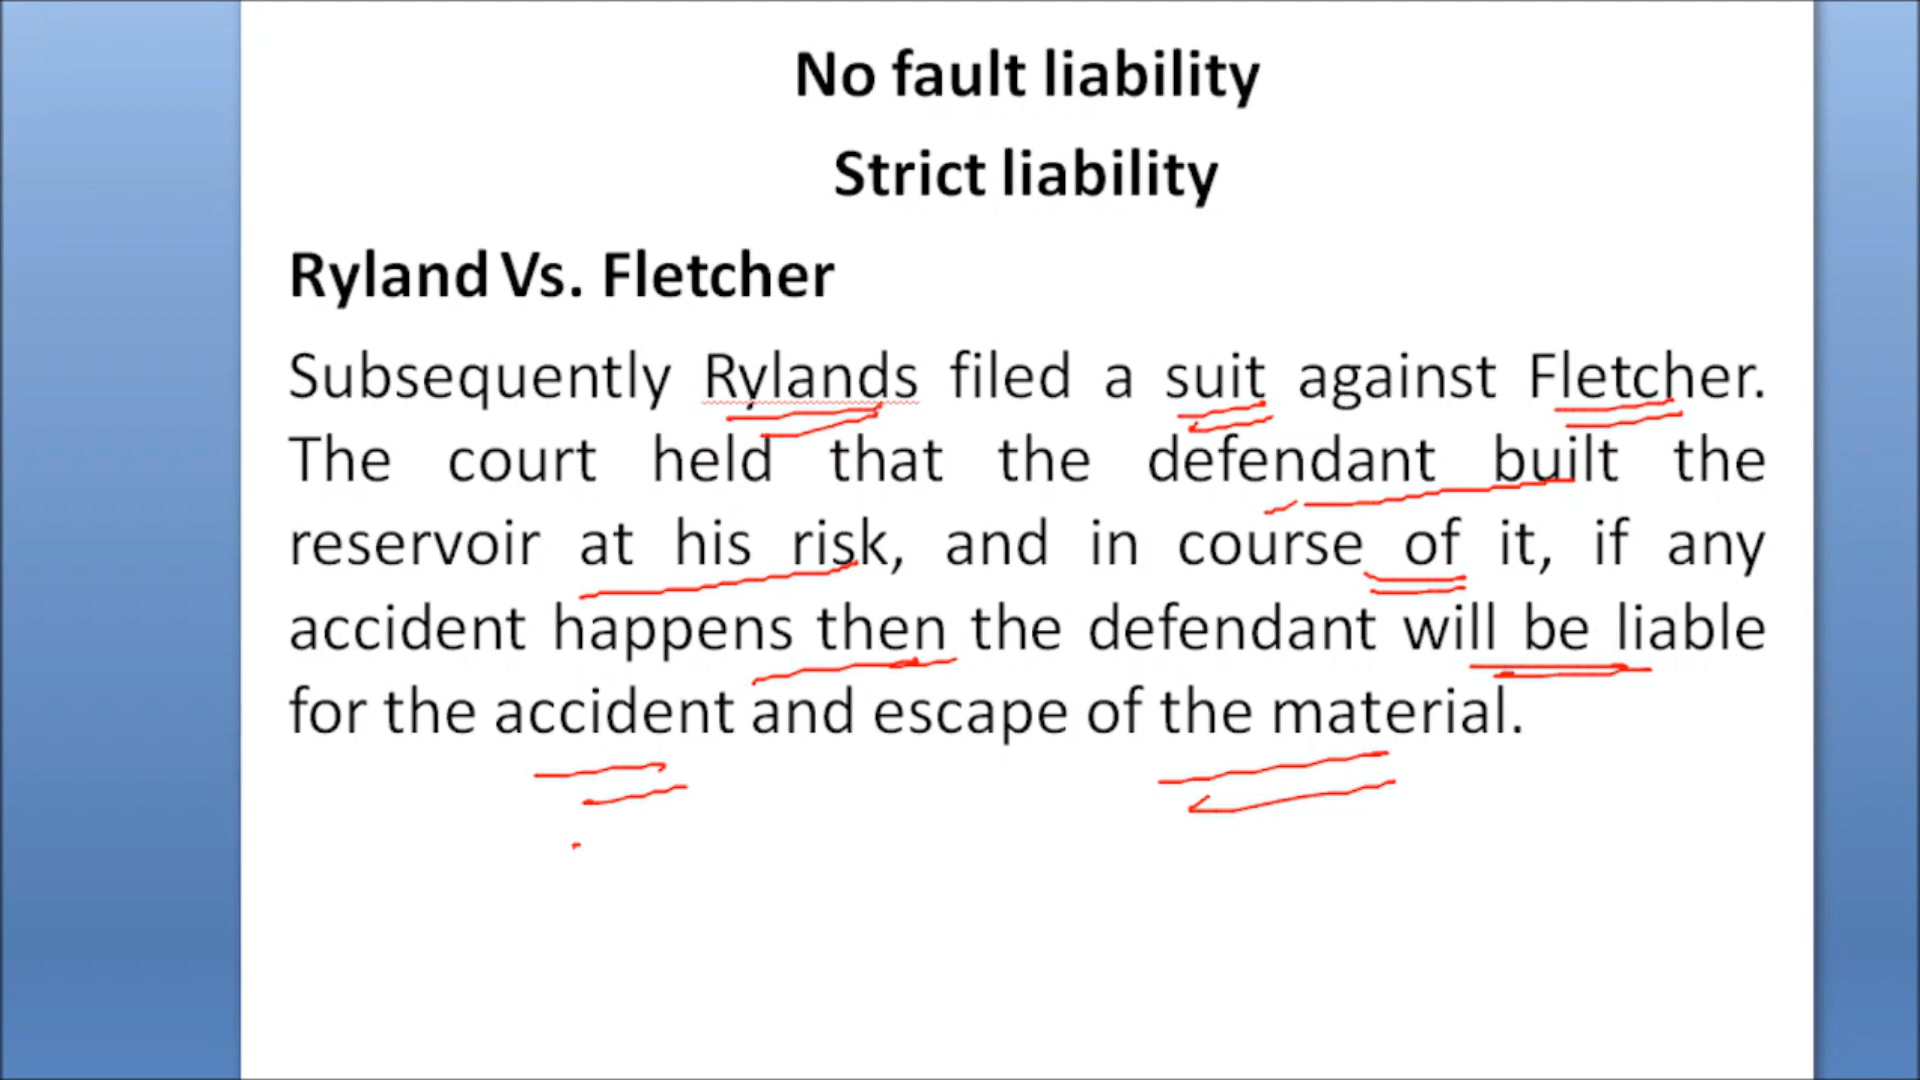 No fault liability
Strict liability
Ryland Vs. Fletcher
Subsequently Rylands filed a suit against Fletcher.
The court held that the defendant built the
reservoir at his risk, and in course of it, if any
accident happens then the defendant will be liable
for the accident and escape of the material.